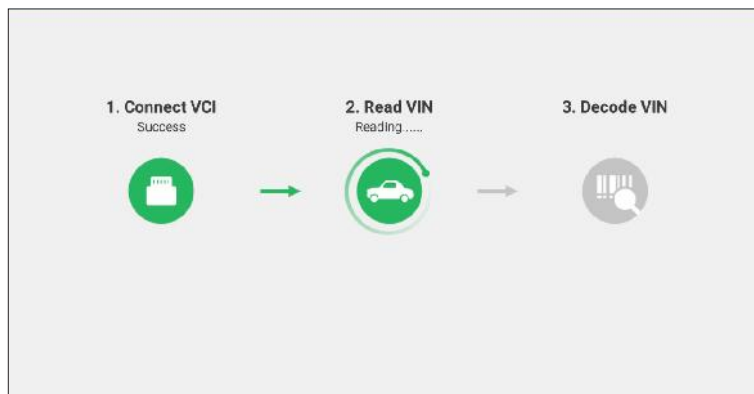 1. Connect VCI
Success
2. Read VIN
Reading......
3. Decode VIN